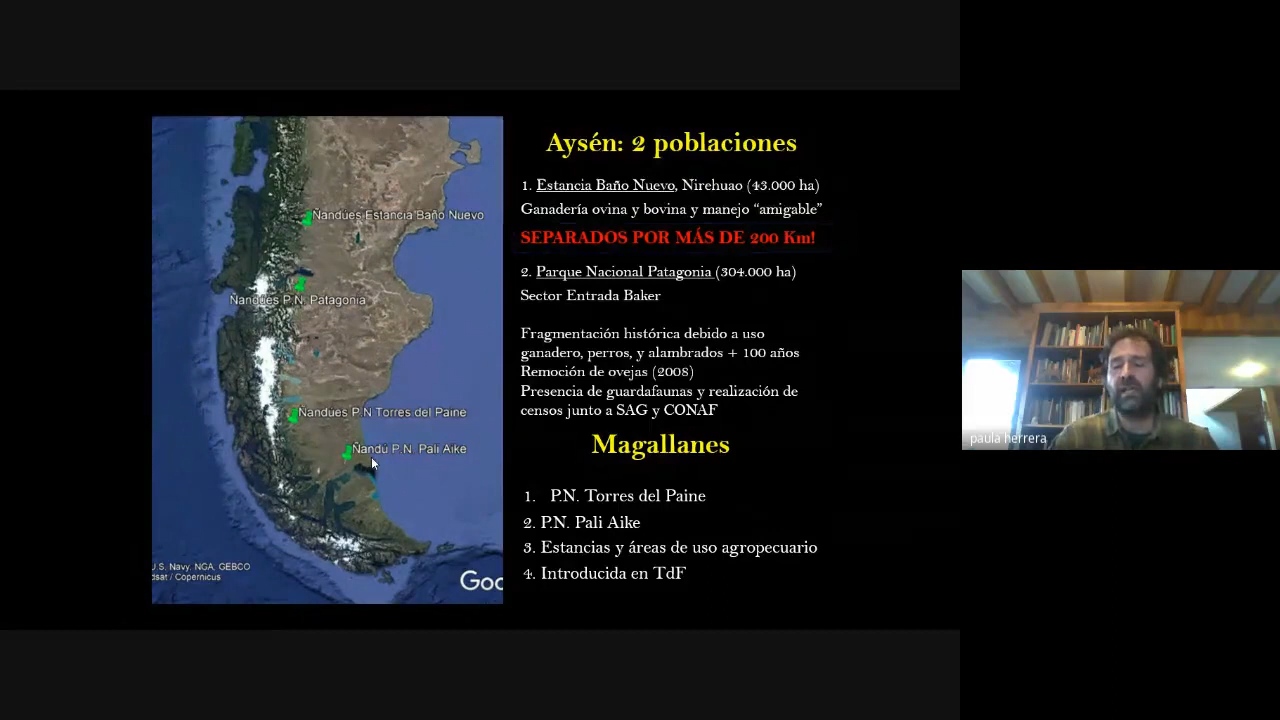 Ñandúes Estancia Baño Nuevo
Ñandúes P.N. Patagonia
Ñandúes P.N Torres del Paine
Ñandú P.N. Pali Aike
U.S. Navy, NGA, GEBCO
dsat / Copernicus
Goo
Aysén: 2 poblaciones
1. Estancia Baño Nuevo, Nirehuao (43.000 ha)
Ganadería ovina y bovina y manejo “amigable”
SEPARADOS POR MÁS DE 200 Km!
2. Parque Nacional Patagonia (304.000 ha)
Sector Entrada Baker
Fragmentación histórica debido a uso
ganadero, perros, y alambrados + 100 años
Remoción de ovejas (2008)
Presencia de guardafaunas y realización de
censos junto a SAG y CONAF
Magallanes
1. P.N. Torres del Paine
2. P.N. Pali Aike
3. Estancias y áreas de uso agropecuario
4. Introducida en TdF
paula herrera